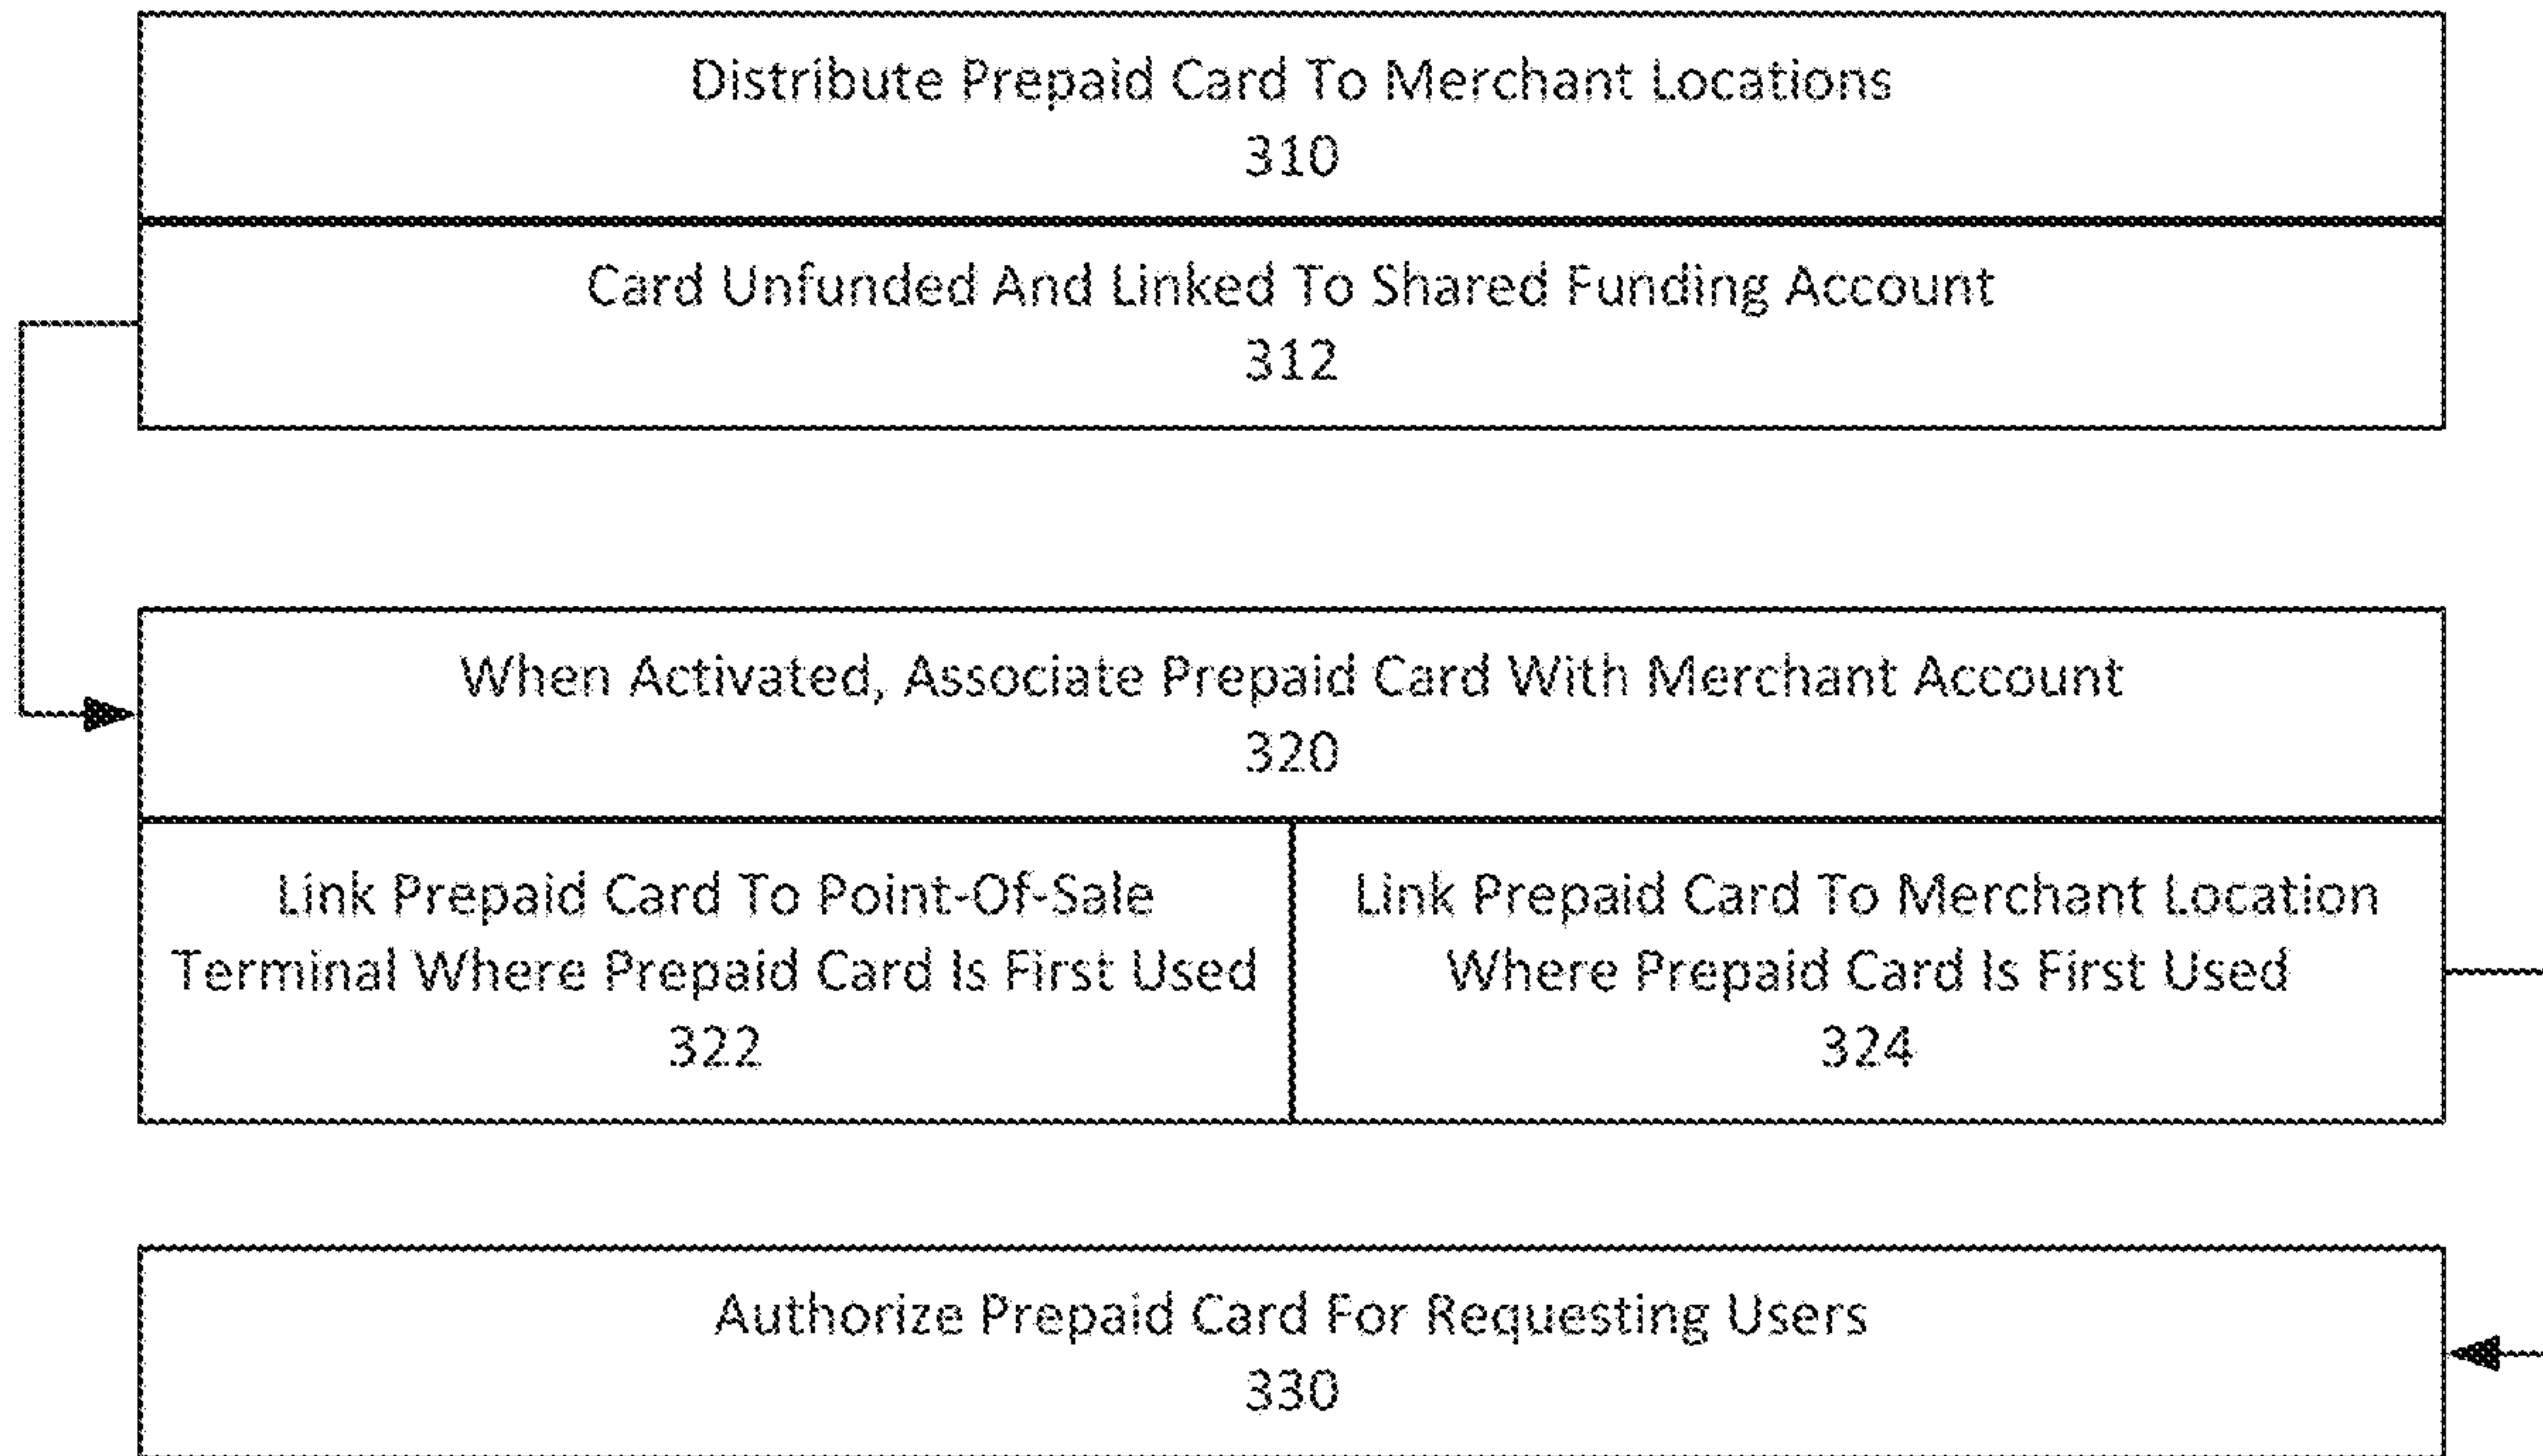 Distribute Prepaid Card To Merchant Locations
310
Card Unfunded And Linked To Shared Funding Account
312
When Activated, Associate Prepaid Card With Merchant Account
320
Link Prepaid Card To Point-Of-Sale
Terminal Where Prepaid Card Is First Used
322
Link Prepaid Card To Merchant Location
Where Prepaid Card Is First Used
324
Authorize Prepaid Card For Requesting Users
330